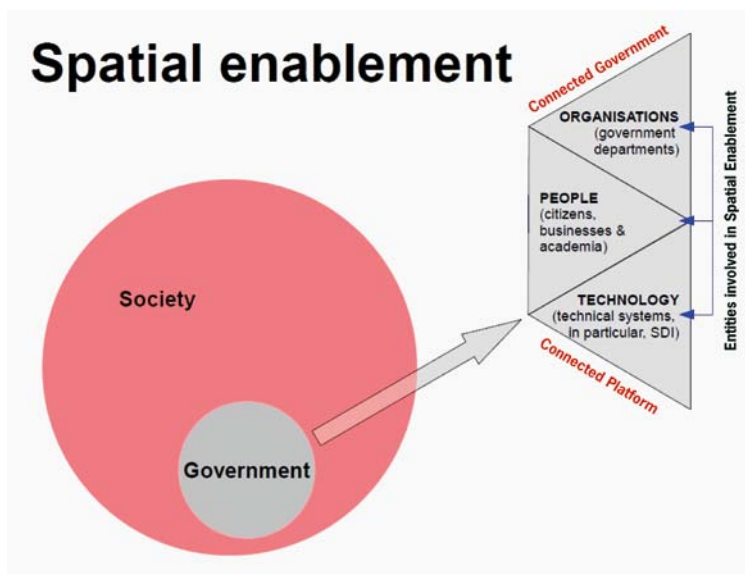 Spatial enablement
Connected Government
ORGANISATIONS
(government
departments)
PEOPLE
(citizens,
businesses &
academia)
TECHNOLOGY
(technical systems,
in particular, SDI)
Connected Platform
Entities involved in Spatial Enablement
Society
Government